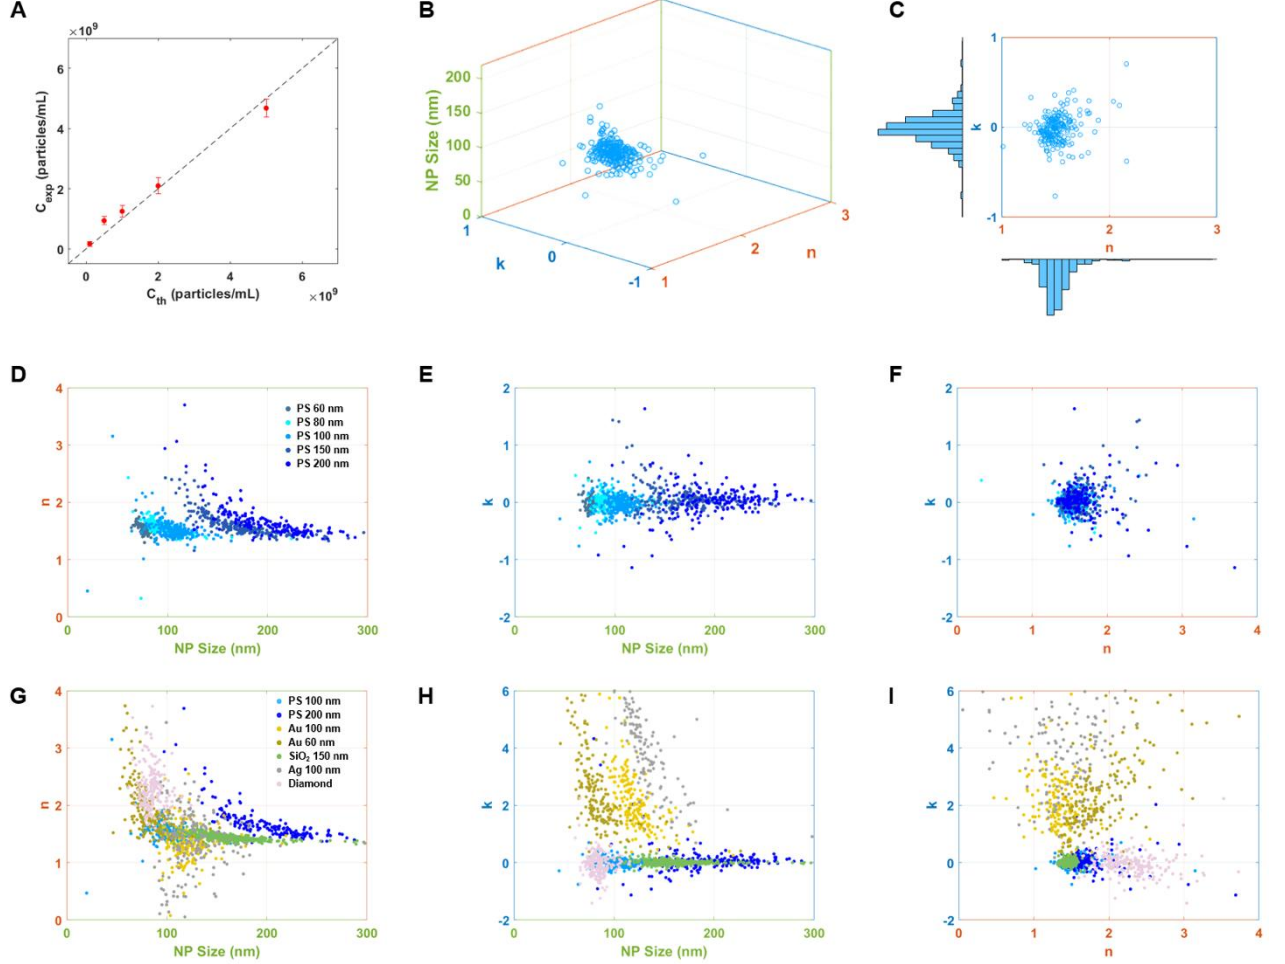 A
×10⁹
6
4
2
0
0
2
4
6
C_exp (particles/mL)
C_th (particles/mL)
×10⁹
B
200
150
100
50
0
NP Size (nm)
1
0
-1
k
1
2
3
n
C
1
0
-1
k
1
2
3
n
D
4
3
2
1
0
n
PS 60 nm
PS 80 nm
PS 100 nm
PS 150 nm
PS 200 nm
0
100
200
300
NP Size (nm)
E
2
1
0
-1
-2
k
0
100
200
300
NP Size (nm)
F
2
1
0
-1
-2
k
0
1
2
3
4
n
G
4
3
2
1
0
n
PS 100 nm
PS 200 nm
Au 100 nm
Au 60 nm
SiO₂ 150 nm
Ag 100 nm
Diamond
0
100
200
300
NP Size (nm)
H
6
4
2
0
-2
k
0
100
200
300
NP Size (nm)
I
6
4
2
0
-2
k
0
1
2
3
4
n